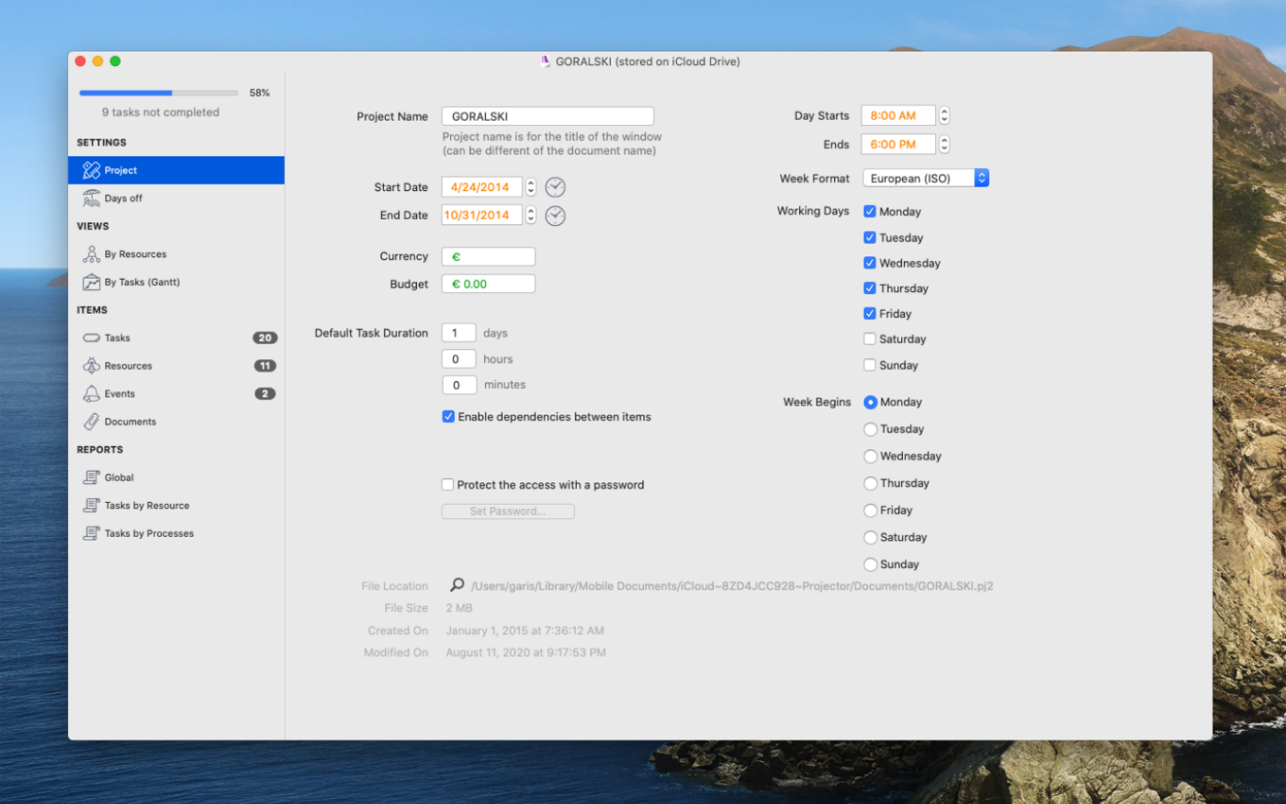 GORALSKI (stored on iCloud Drive)
58%
9 tasks not completed
SETTINGS
Project
Days off
VIEWS
By Resources
By Tasks (Gantt)
ITEMS
Tasks 20
Resources 11
Events 2
Documents
REPORTS
Global
Tasks by Resource
Tasks by Processes
Project Name GORALSKI
Project name is for the title of the window
(can be different of the document name)
Start Date 4/24/2014
End Date 10/31/2014
Currency €
Budget € 0.00
Default Task Duration 1 days
0 hours
0 minutes
Enable dependencies between items
Protect the access with a password
Set Password...
Day Starts 8:00 AM
Ends 6:00 PM
Week Format European (ISO)
Working Days Monday
Tuesday
Wednesday
Thursday
Friday
Saturday
Sunday
Week Begins Monday
Tuesday
Wednesday
Thursday
Friday
Saturday
Sunday
File Location /Users/garis/Library/Mobile Documents/iCloud~8ZD4JCC928~Projector/Documents/GORALSKI.pj2
File Size 2 MB
Created On January 1, 2015 at 7:36:12 AM
Modified On August 11, 2020 at 9:17:53 PM